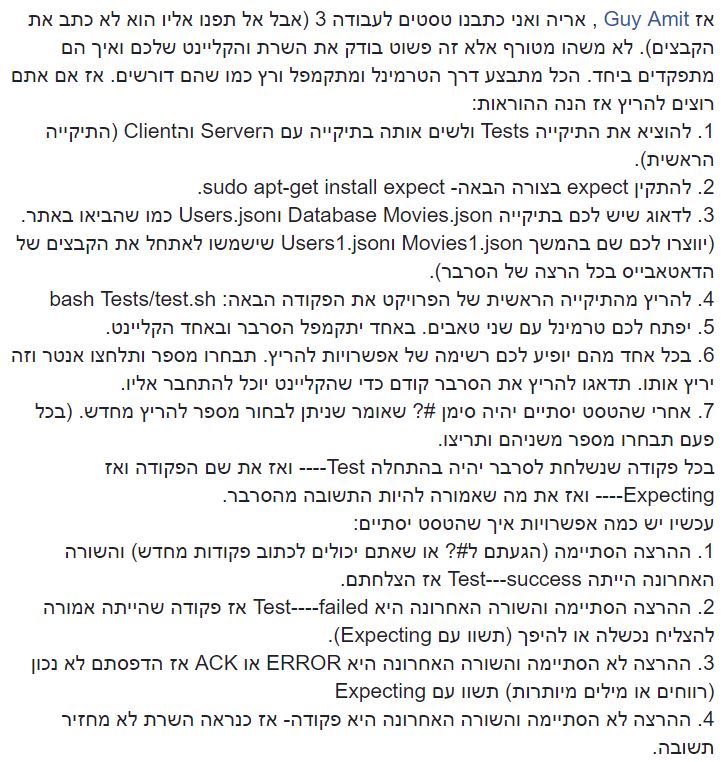 אז Guy Amit , אריה ואני כתבנו טסטים לעבודה 3 (אבל אל תפנו אליו הוא לא כתב את
הקבצים). לא משהו מטורף אלא זה פשוט בודק את השרת והקליינט שלכם ואיך הם
מתפקדים ביחד. הכל מתבצע דרך הטרמינל ומתקמפל ורץ כמו שהם דורשים. אז אם אתם
רוצים להריץ אז הנה ההוראות:
1. להוציא את התיקייה Tests ולשים אותה בתיקייה עם הServer והClient (התיקייה
הראשית).
2. להתקין expect בצורה הבאה- sudo apt-get install expect.
3. לדאוג שיש לכם בתיקייה Database Movies.json וUsers.json כמו שהביאו באתר.
(יווצרו לכם שם בהמשך Movies1.json וUsers1.json שישמשו לאתחל את הקבצים של
הדאטאבייס בכל הרצה של הסרבר).
4. להריץ מהתיקייה הראשית של הפרויקט את הפקודה הבאה: bash Tests/test.sh
5. יפתח לכם טרמינל עם שני טאבים. באחד יתקמפל הסרבר ובאחד הקליינט.
6. בכל אחד מהם יופיע לכם רשימה של אפשרויות להריץ. תבחרו מספר ותלחצו אנטר וזה
יריץ אותו. תדאגו להריץ את הסרבר קודם כדי שהקליינט יוכל להתחבר אליו.
7. אחרי שהטסט יסתיים יהיה סימן #? שאומר שניתן לבחור מספר להריץ מחדש. (בכל
פעם תבחרו מספר משניהם ותריצו.
בכל פקודה שנשלחת לסרבר יהיה בהתחלה Test---- ואז את שם הפקודה ואז
Expecting---- ואז את מה שאמורה להיות התשובה מהסרבר.
עכשיו יש כמה אפשרויות איך שהטסט יסתיים:
1. ההרצה הסתיימה (הגעתם ל#? או שאתם יכולים לכתוב פקודות מחדש) והשורה
האחרונה הייתה Test---success אז הצלחתם.
2. ההרצה הסתיימה והשורה האחרונה היא Test----failed אז פקודה שהייתה אמורה
להצליח נכשלה או להיפך (תשוו עם Expecting).
3. ההרצה לא הסתיימה והשורה האחרונה היא ERROR או ACK אז הדפסתם לא נכון
(רווחים או מילים מיותרות) תשוו עם Expecting
4. ההרצה לא הסתיימה והשורה האחרונה היא פקודה- אז כנראה השרת לא מחזיר
תשובה.